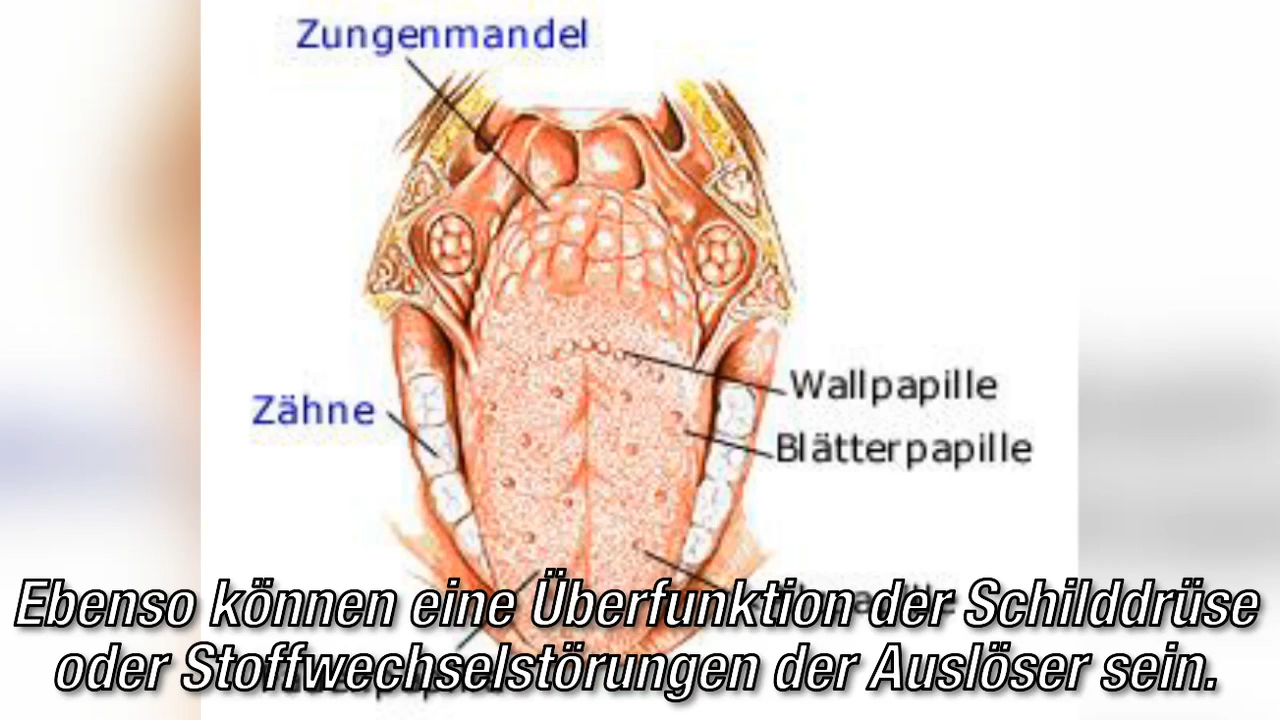 Zungenmandel
Wallpapille
Zähne
Blätterpapille
Ebenso können eine Überfunktion der Schilddrüse
oder Stoffwechselstörungen der Auslöser sein.